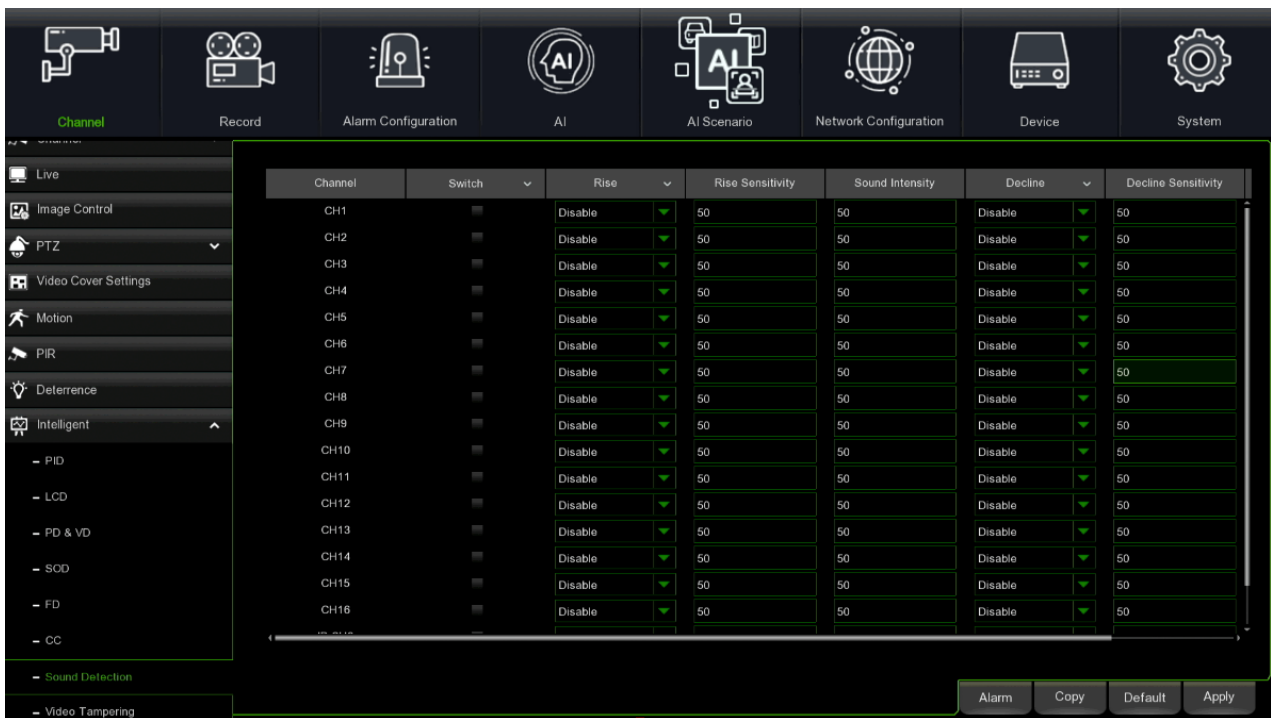 Channel Record Alarm Configuration AI AI Scenario Network Configuration Device System
AI
AI
Channel
Live
Image Control
PTZ
Video Cover Settings
Motion
PIR
Deterrence
Intelligent
– PID
– LCD
– PD & VD
– SOD
– FD
– CC
– Sound Detection
– Video Tampering
Channel Switch Rise Rise Sensitivity Sound Intensity Decline Decline Sensitivity
CH1 Disable 50 50 Disable 50
CH2 Disable 50 50 Disable 50
CH3 Disable 50 50 Disable 50
CH4 Disable 50 50 Disable 50
CH5 Disable 50 50 Disable 50
CH6 Disable 50 50 Disable 50
CH7 Disable 50 50 Disable 50
CH8 Disable 50 50 Disable 50
CH9 Disable 50 50 Disable 50
CH10 Disable 50 50 Disable 50
CH11 Disable 50 50 Disable 50
CH12 Disable 50 50 Disable 50
CH13 Disable 50 50 Disable 50
CH14 Disable 50 50 Disable 50
CH15 Disable 50 50 Disable 50
CH16 Disable 50 50 Disable 50
Alarm Copy Default Apply